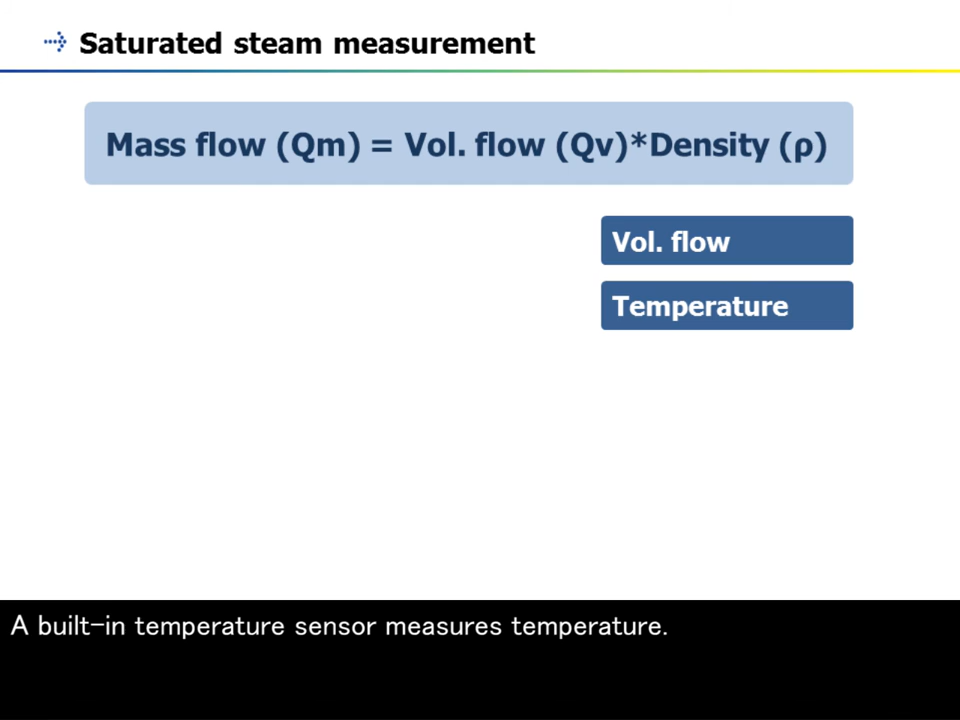 Saturated steam measurement
Mass flow (Qm) = Vol. flow (Qv)*Density (ρ)
Vol. flow
Temperature
A built-in temperature sensor measures temperature.